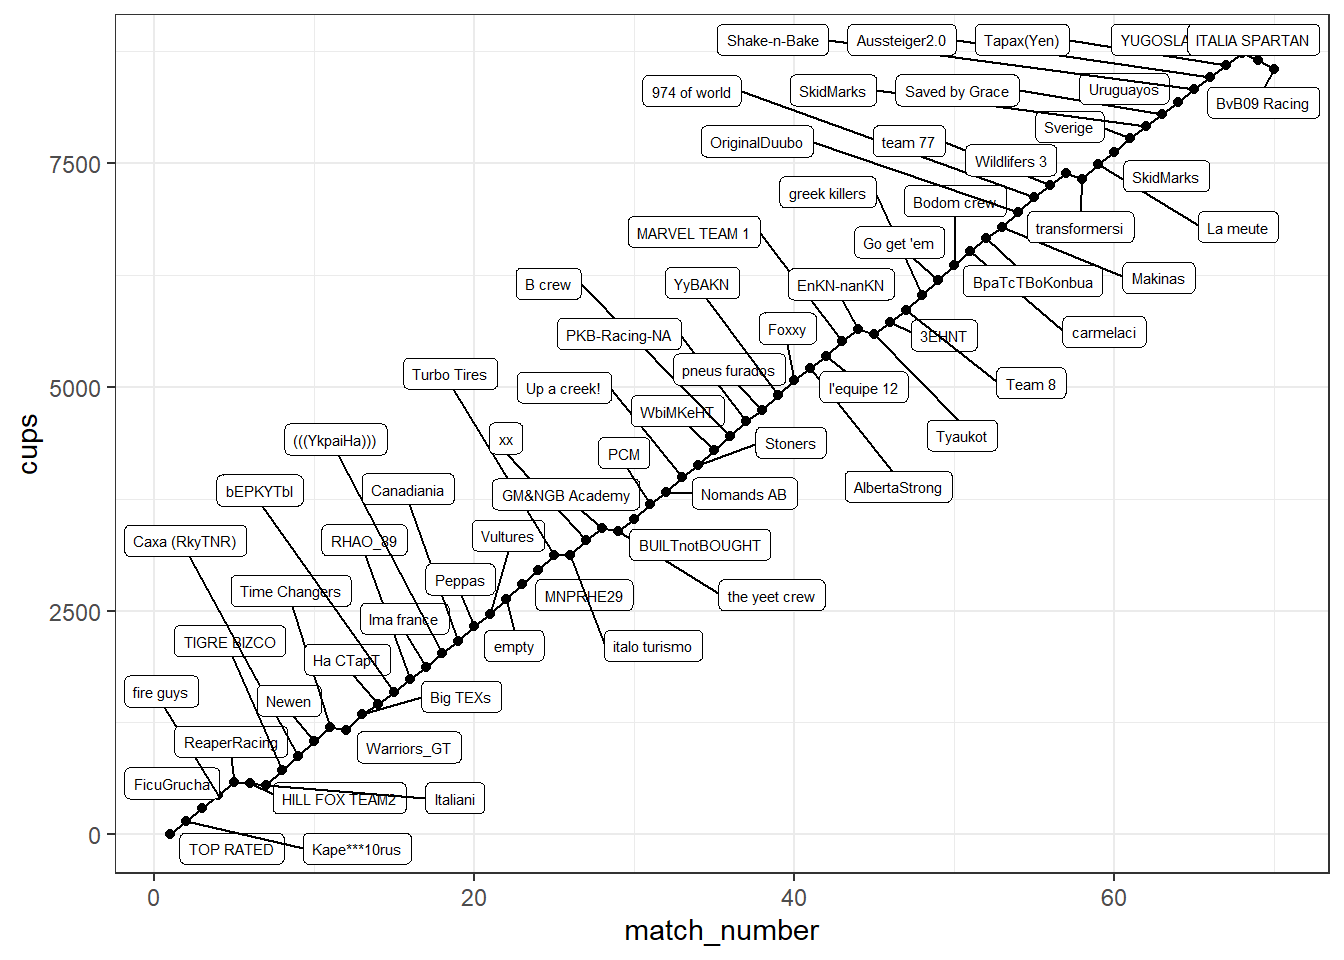 Shake-n-Bake
Aussteiger2.0
Tapax(Yen)
YUGOSLA
ITALIA SPARTAN
974 of world
SkidMarks
Saved by Grace
Uruguayos
BvB09 Racing
OriginalDuubo
team 77
Sverige
Wildlifers 3
7500
SkidMarks
greek killers
Bodom crew
transformersi
La meute
MARVEL TEAM 1
Go get 'em
B crew
YyBAKN
EnKN-nanKN
BpaTcTBoKonbua
Makinas
PKB-Racing-NA
Foxxy
3EHNT
carmelaci
Turbo Tires
pneus furados
5000
Up a creek!
l'equipe 12
Team 8
WbiMKeHT
(((YkpaiHa)))
xx
PCM
Stoners
Tyaukot
cups
bEPKYTbI
Canadiania
GM&NGB Academy
Nomands AB
AlbertaStrong
Caxa (RkyTNR)
RHAO_89
Vultures
BUILTnotBOUGHT
Time Changers
Peppas
MNPRHE29
the yeet crew
2500
Ima france
TIGRE BIZCO
Ha CTapT
empty
italo turismo
fire guys
Newen
Big TEXs
ReaperRacing
Warriors_GT
FicuGrucha
HILL FOX TEAM2
Italiani
0
TOP RATED
Kape***10rus
0
20
40
60
match_number